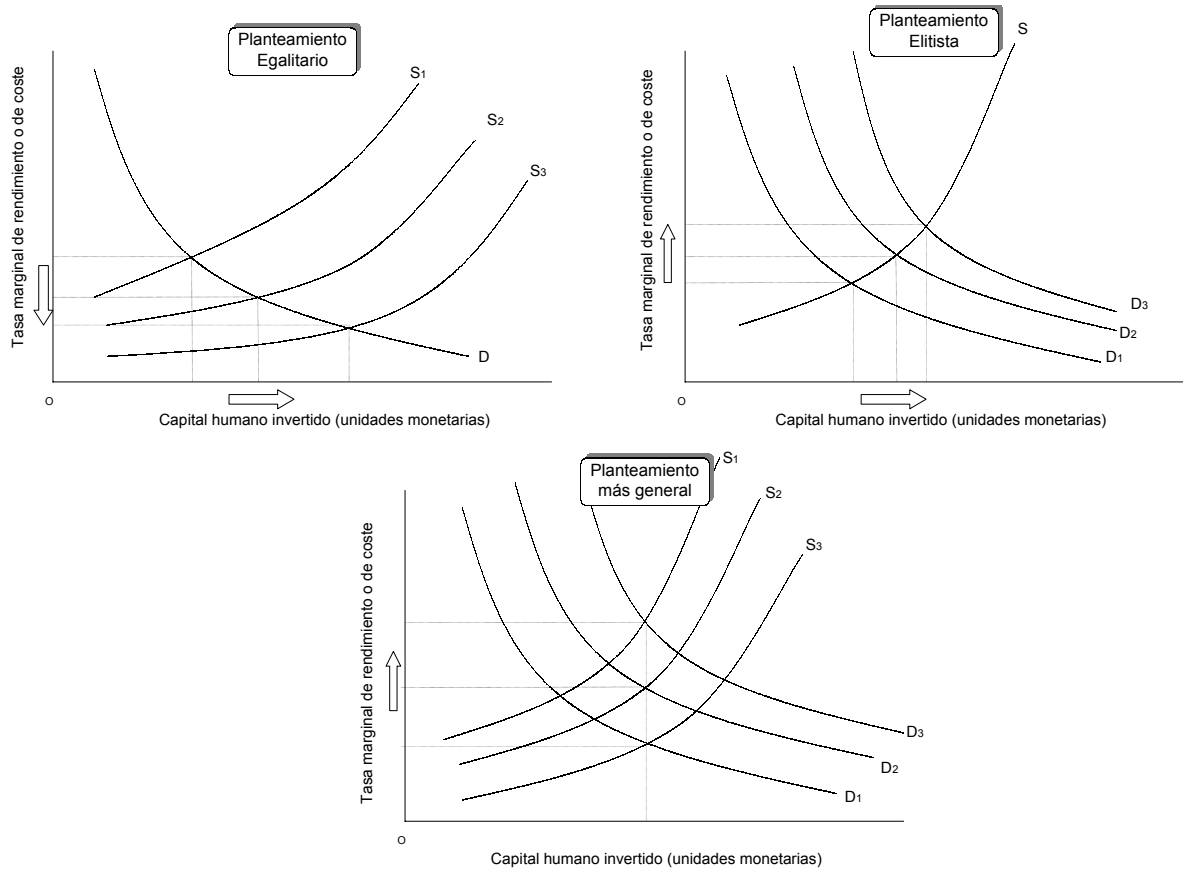 Planteamiento
Egalitario
Tasa marginal de rendimiento o de coste
S1
S2
S3
D
O
Capital humano invertido (unidades monetarias)
Planteamiento
Elitista
Tasa marginal de rendimiento o de coste
S
D3
D2
D1
O
Capital humano invertido (unidades monetarias)
Planteamiento
más general
Tasa marginal de rendimiento o de coste
S1
S2
S3
D3
D2
D1
O
Capital humano invertido (unidades monetarias)